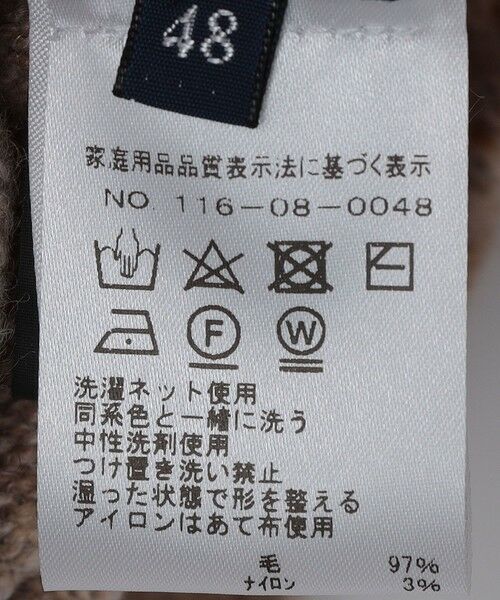 48
家庭用品品質表示法に基づく表示
NO 116-08-0048
F W
洗濯ネット使用
同系色と一緒に洗う
中性洗剤使用
つけ置き洗い禁止
湿った状態で形を整える
アイロンはあて布使用
毛 97%
ナイロン 3%